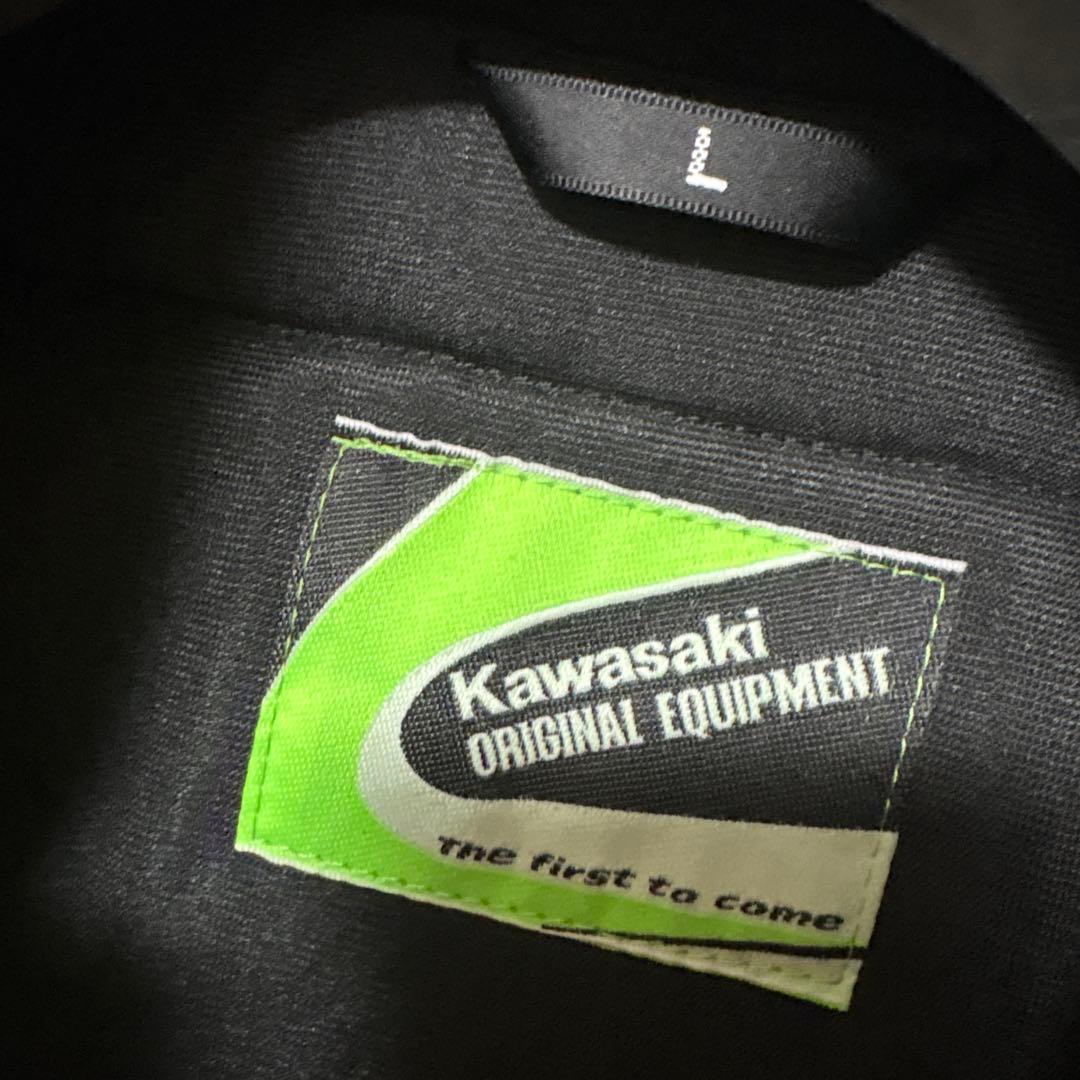 L
Kawasaki
ORIGINAL EQUIPMENT
The first to come